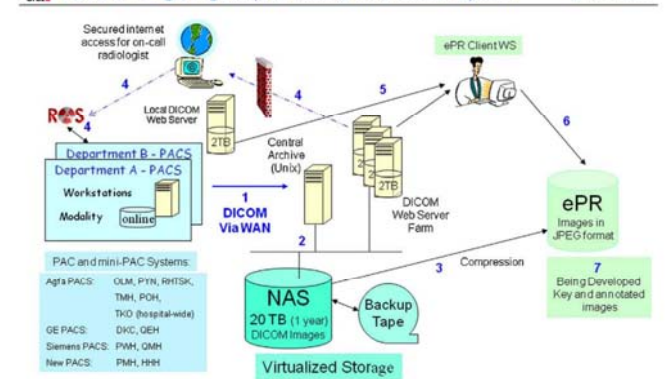 Secured internet
access for on-call
radiologist
ePR Client WS
4
4
5
6
4
Local DICOM
Web Server
2TB
Central
Archive
(Unix)
2
2
2TB
DICOM
Web Server
Farm
Department B - PACS
Department A - PACS
Workstations
Modality
online
1
DICOM
Via WAN
2
3
Compression
ePR
Images in
JPEG format
7
Being Developed
Key and annotated
images
NAS
20 TB (1 year)
DICOM Images
Backup
Tape
Virtualized Storage
PAC and mini-PAC Systems:
Agfa PACS: OLM, PYN, RHTSK,
TMH, POH,
TKO (hospital-wide)
GE PACS: DKC, QEH
Siemens PACS: PWH, QMH
New PACS: PMH, HHH